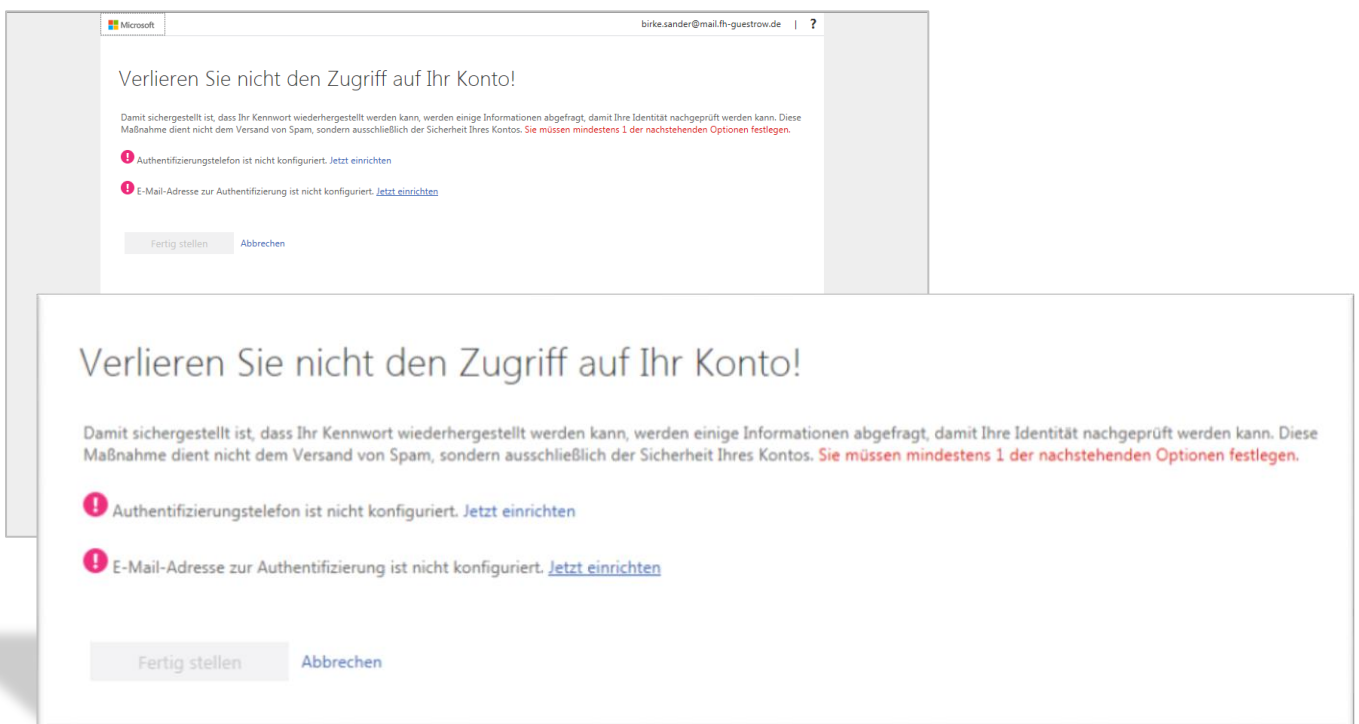 Microsoft
birke.sander@mail.fh-guestrow.de | ?
Verlieren Sie nicht den Zugriff auf Ihr Konto!
Damit sichergestellt ist, dass Ihr Kennwort wiederhergestellt werden kann, werden einige Informationen abgefragt, damit Ihre Identität nachgeprüft werden kann. Diese
Maßnahme dient nicht dem Versand von Spam, sondern ausschließlich der Sicherheit Ihres Kontos. Sie müssen mindestens 1 der nachstehenden Optionen festlegen.
! Authentifizierungstelefon ist nicht konfiguriert. Jetzt einrichten
! E-Mail-Adresse zur Authentifizierung ist nicht konfiguriert. Jetzt einrichten
Fertig stellen Abbrechen
Verlieren Sie nicht den Zugriff auf Ihr Konto!
Damit sichergestellt ist, dass Ihr Kennwort wiederhergestellt werden kann, werden einige Informationen abgefragt, damit Ihre Identität nachgeprüft werden kann. Diese
Maßnahme dient nicht dem Versand von Spam, sondern ausschließlich der Sicherheit Ihres Kontos. Sie müssen mindestens 1 der nachstehenden Optionen festlegen.
! Authentifizierungstelefon ist nicht konfiguriert. Jetzt einrichten
! E-Mail-Adresse zur Authentifizierung ist nicht konfiguriert. Jetzt einrichten
Fertig stellen Abbrechen